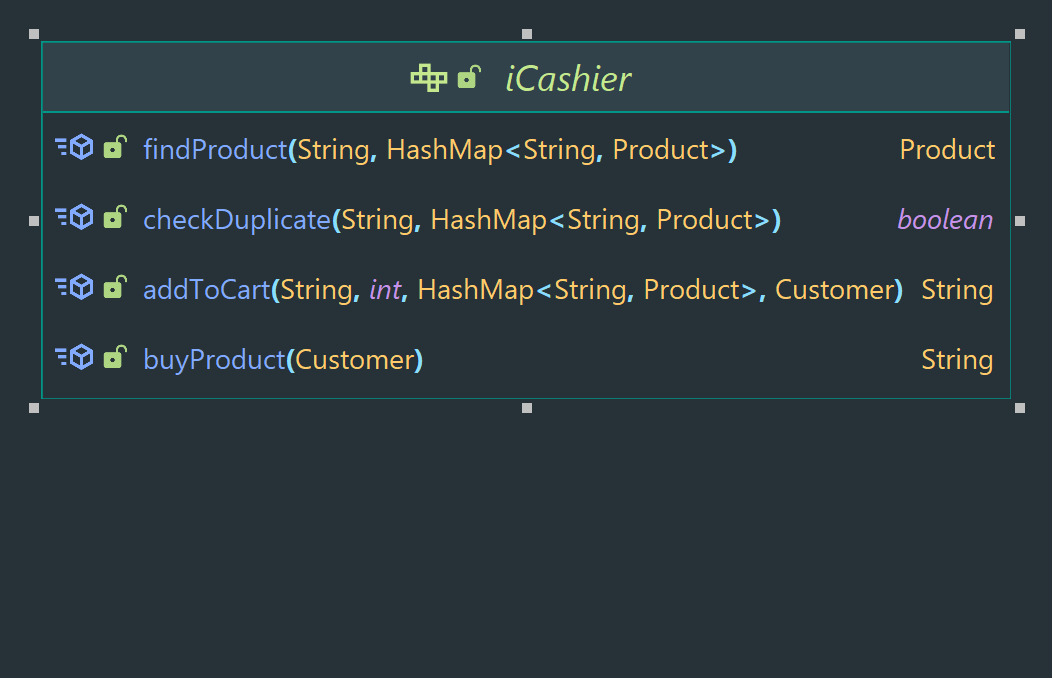 iCashier
findProduct(String, HashMap<String, Product>) Product
checkDuplicate(String, HashMap<String, Product>) boolean
addToCart(String, int, HashMap<String, Product>, Customer) String
buyProduct(Customer) String